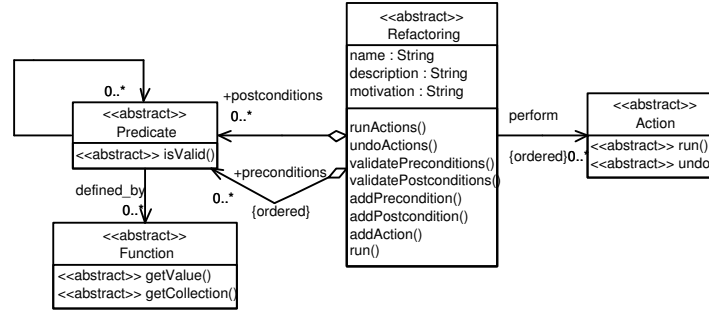 <<abstract>>
Refactoring
name : String
description : String
motivation : String
runActions()
undoActions()
validatePreconditions()
validatePostconditions()
addPrecondition()
addPostcondition()
addAction()
run()
0..*
+postconditions
0..*
<<abstract>>
Predicate
<<abstract>> isValid()
+preconditions
0..*
{ordered}
defined_by
0..*
<<abstract>>
Function
<<abstract>> getValue()
<<abstract>> getCollection()
perform
{ordered}0..*
<<abstract>>
Action
<<abstract>> run()
<<abstract>> undo